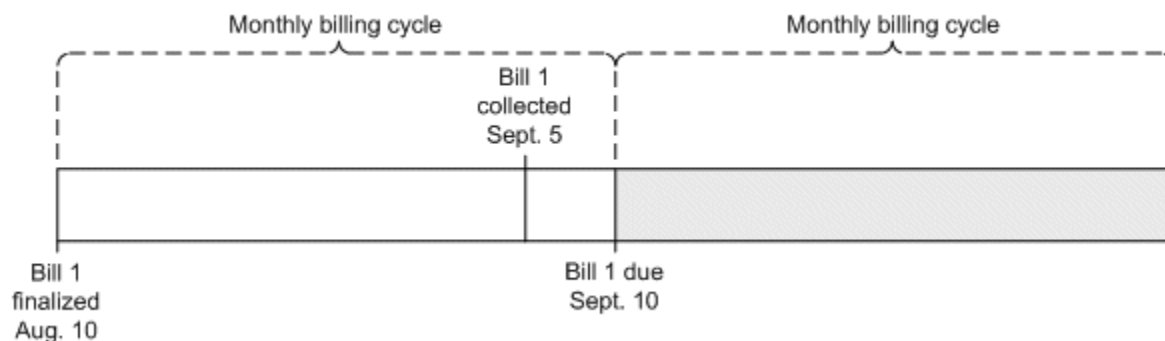 Monthly billing cycle
Monthly billing cycle
Bill 1
collected
Sept. 5
Bill 1
finalized
Aug. 10
Bill 1 due
Sept. 10